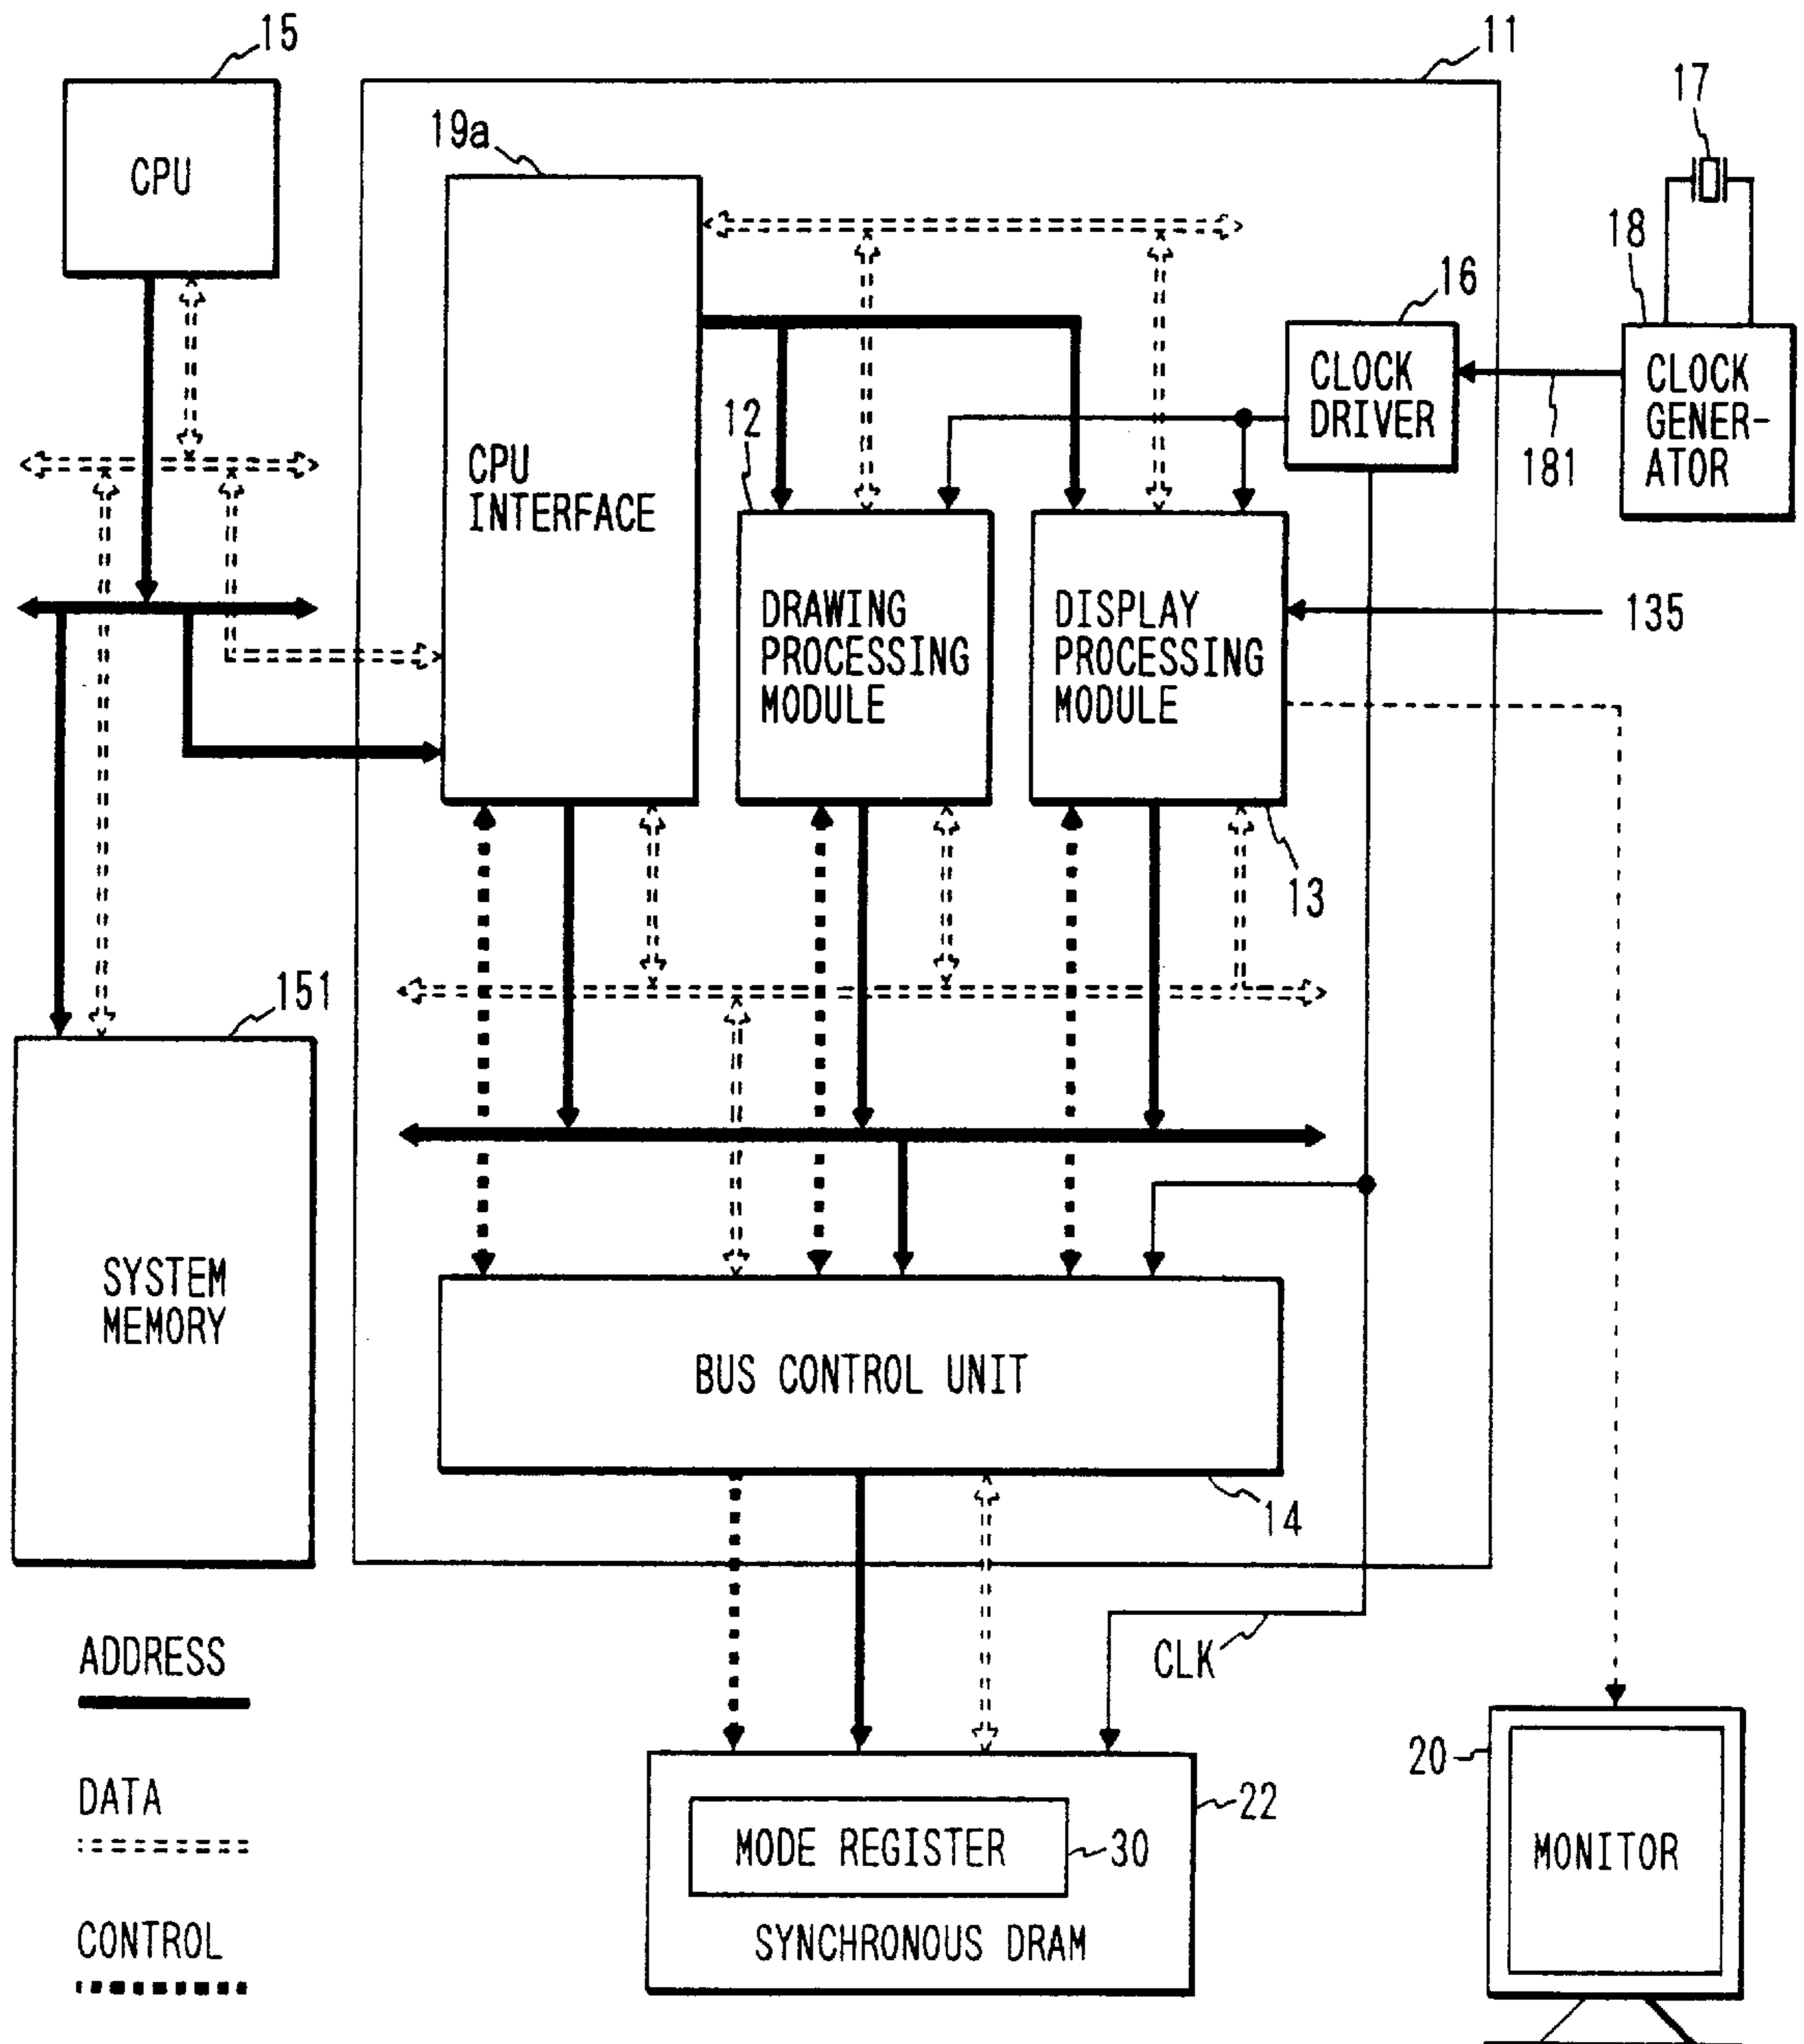 15
11
17
19a
CPU
18
16
CLOCK
DRIVER
CLOCK
GENER-
ATOR
181
12
CPU
INTERFACE
DRAWING
PROCESSING
MODULE
DISPLAY
PROCESSING
MODULE
135
13
151
SYSTEM
MEMORY
BUS CONTROL UNIT
14
ADDRESS
CLK
DATA
20
22
MODE REGISTER
30
MONITOR
CONTROL
SYNCHRONOUS DRAM